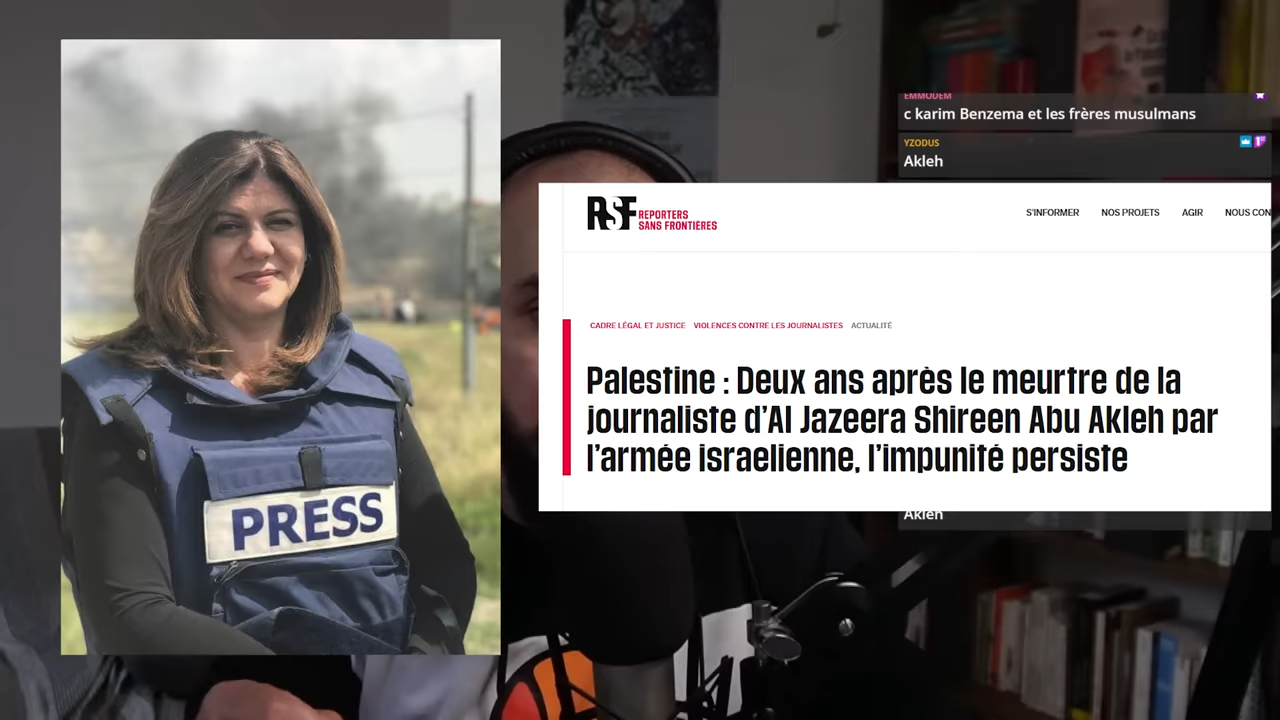 PRESS
EMMODEM
c karim Benzema et les frères musulmans
YZODUS
Akleh
RSF REPORTERS
SANS FRONTIÈRES
S'INFORMER NOS PROJETS AGIR NOUS CON
CADRE LÉGAL ET JUSTICE VIOLENCES CONTRE LES JOURNALISTES ACTUALITÉ
Palestine : Deux ans après le meurtre de la
journaliste d'Al Jazeera Shireen Abu Akleh par
l'armée israelienne, l'impunité persiste
Akleh